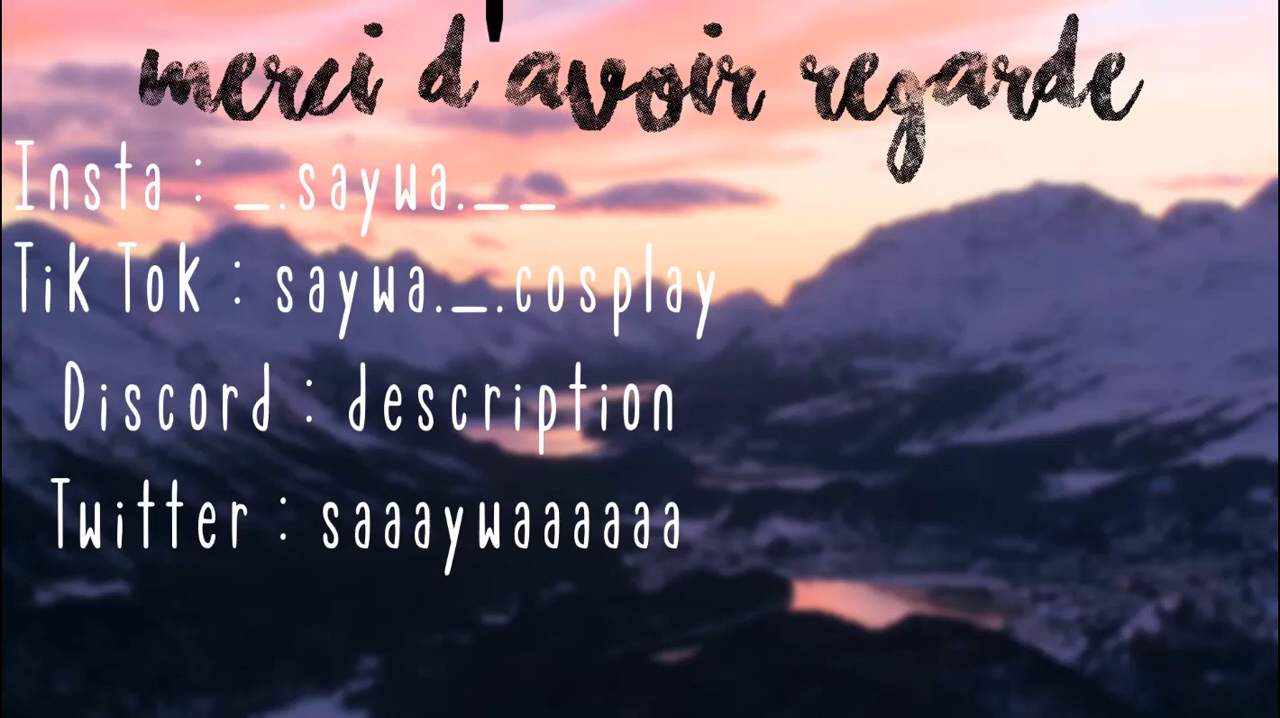 merci d'avoir regarde
Insta : _.saywa.__
Tik Tok : saywa._.cosplay
Discord : description
Twitter : saaaywaaaaaa